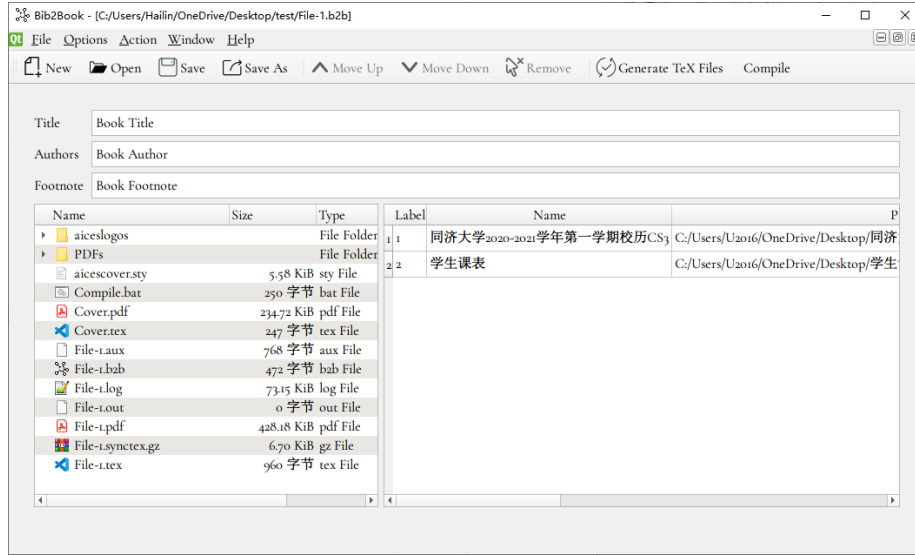 Bib2Book - [C:/Users/Hailin/OneDrive/Desktop/test/File-1.b2b]
Qt File Options Action Window Help
New Open Save Save As Move Up Move Down Remove Generate TeX Files Compile
Title Book Title
Authors Book Author
Footnote Book Footnote
Name Size Type Label Name P
aiceslogos File Folder 1 1 同济大学2020-2021学年第一学期校历CS3 C:/Users/U2016/OneDrive/Desktop/同济
PDFs File Folder
aicescover.sty 5.58 KiB sty File 2 2 学生课表 C:/Users/U2016/OneDrive/Desktop/学生
Compile.bat 250 字节 bat File
Cover.pdf 234.72 KiB pdf File
Cover.tex 247 字节 tex File
File-1.aux 768 字节 aux File
File-1.b2b 472 字节 b2b File
File-1.log 73.15 KiB log File
File-1.out 0 字节 out File
File-1.pdf 428.18 KiB pdf File
File-1.synctex.gz 6.70 KiB gz File
File-1.tex 960 字节 tex File